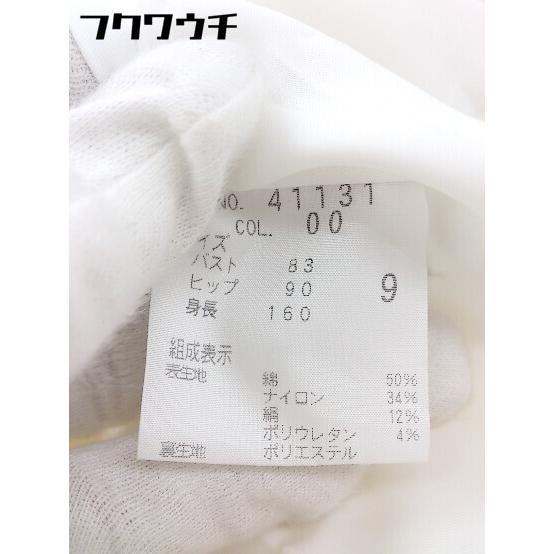 フクワウチ
NO. 41131
COL. 00
イズ
バスト 83
ヒップ 90 9
身長 160
組成表示
表生地 綿 50%
ナイロン 34%
絹 12%
ポリウレタン 4%
裏生地 ポリエステル